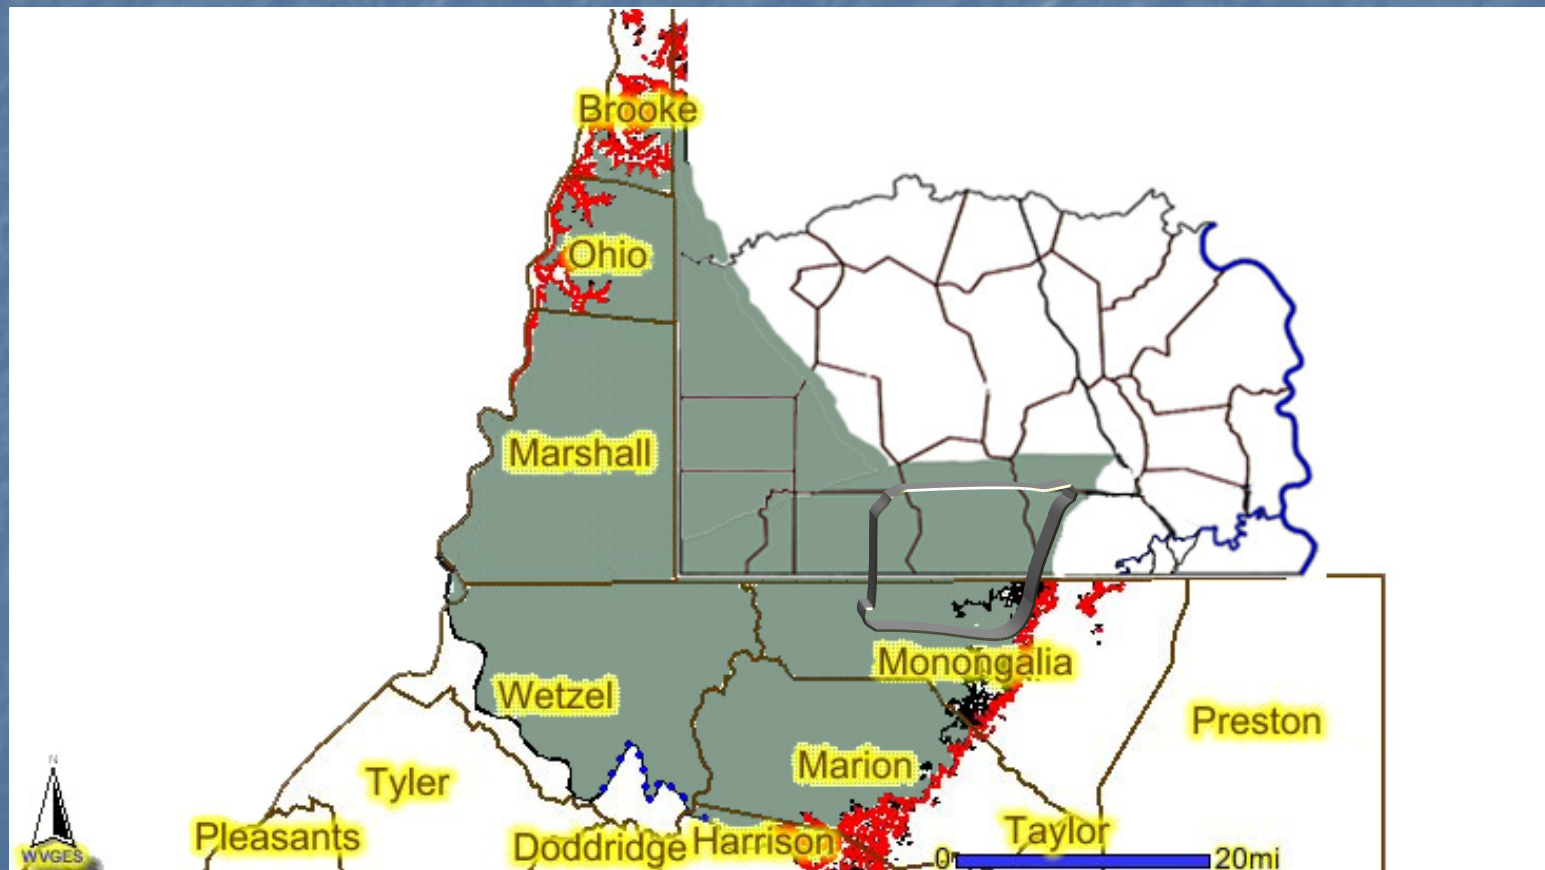 Brooke
Ohio
Marshall
Monongalia
Wetzel
Preston
Marion
Tyler
Taylor
Pleasants
Doddridge
Harrison
N
WVGES
0
20mi